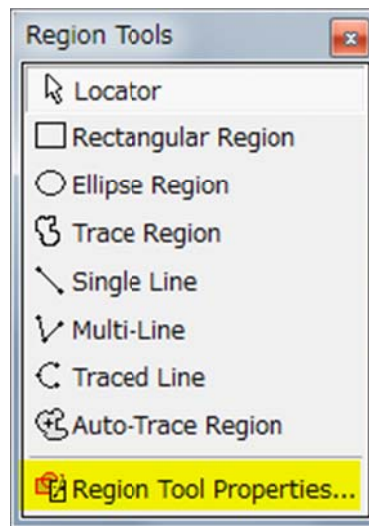 Region Tools
Locator
Rectangular Region
Ellipse Region
Trace Region
Single Line
Multi-Line
Traced Line
Auto-Trace Region
Region Tool Properties...